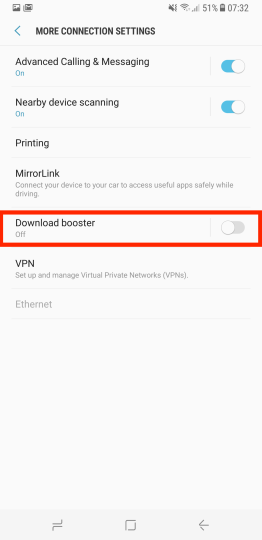 51% 07:32
MORE CONNECTION SETTINGS
Advanced Calling & Messaging
On
Nearby device scanning
On
Printing
MirrorLink
Connect your device to your car to access useful apps safely while
driving.
Download booster
Off
VPN
Set up and manage Virtual Private Networks (VPNs).
Ethernet